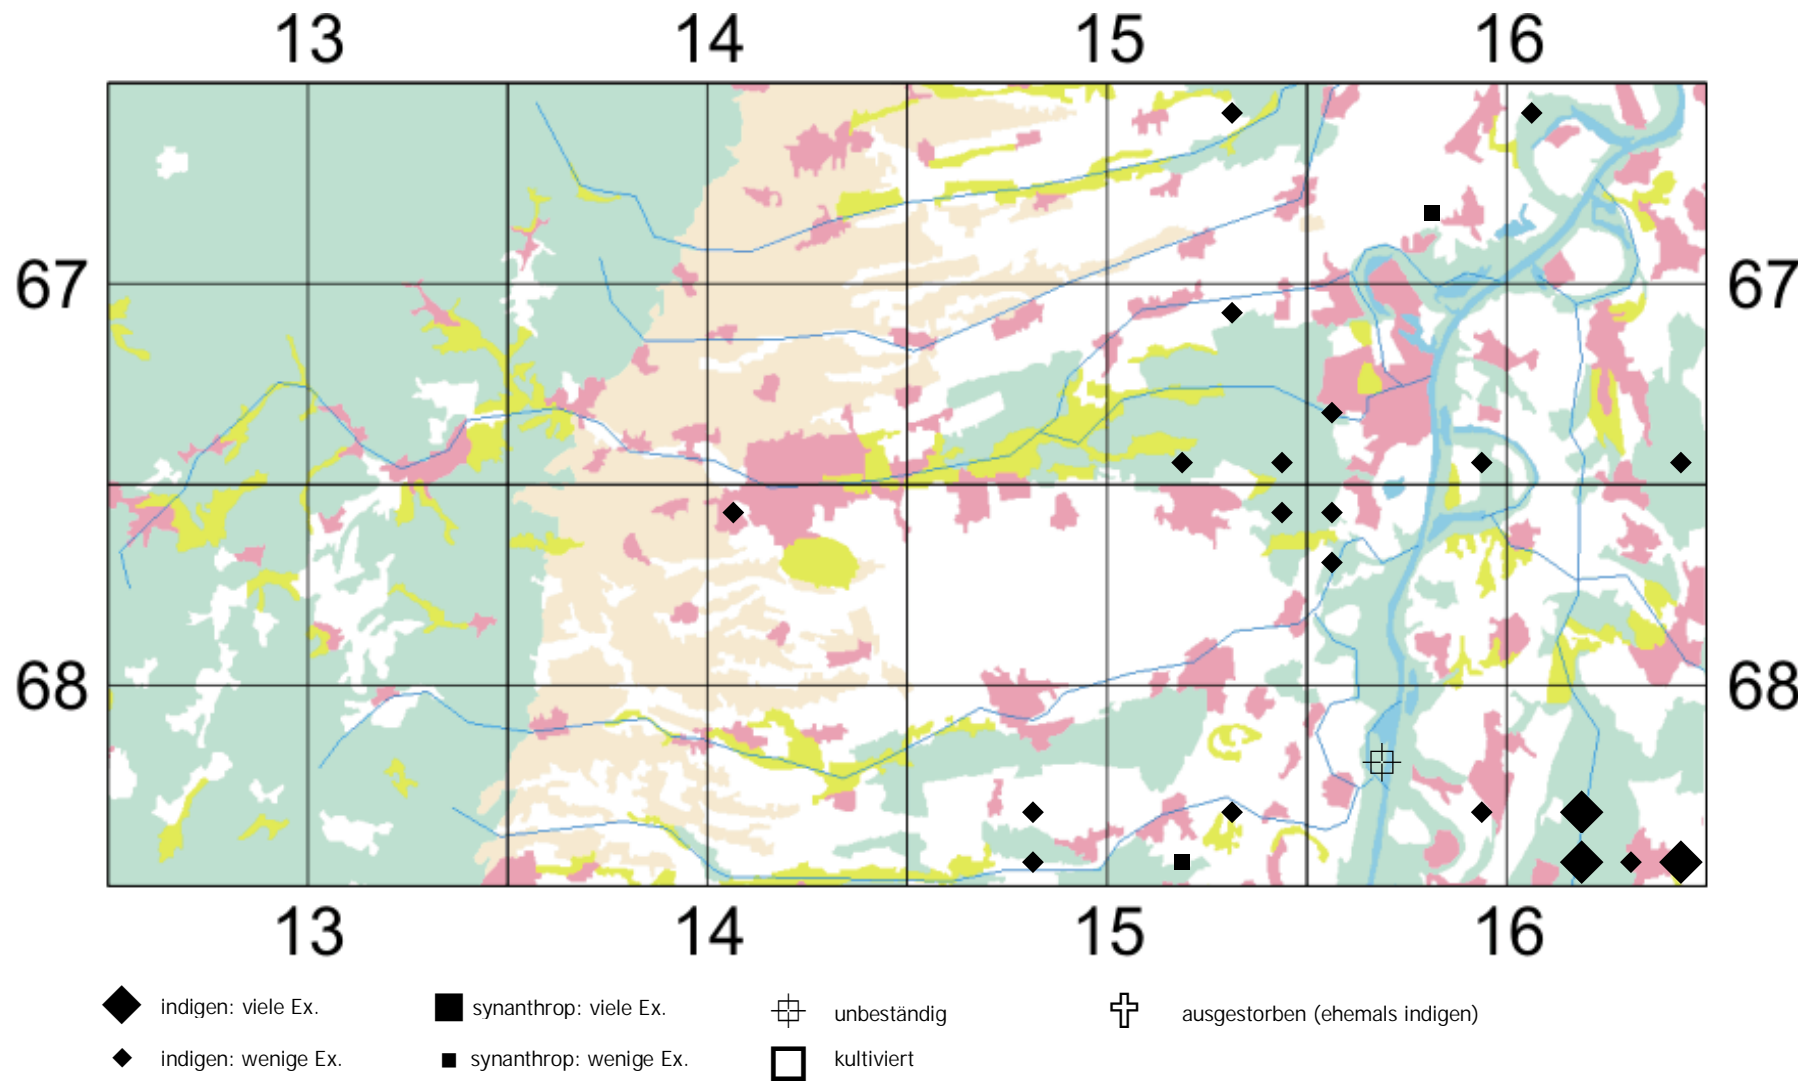 13 14 15 16
67 67
68 68
13 14 15 16
indigen: viele Ex. synanthrop: viele Ex. unbeständig ausgestorben (ehemals indigen)
indigen: wenige Ex. synanthrop: wenige Ex. kultiviert